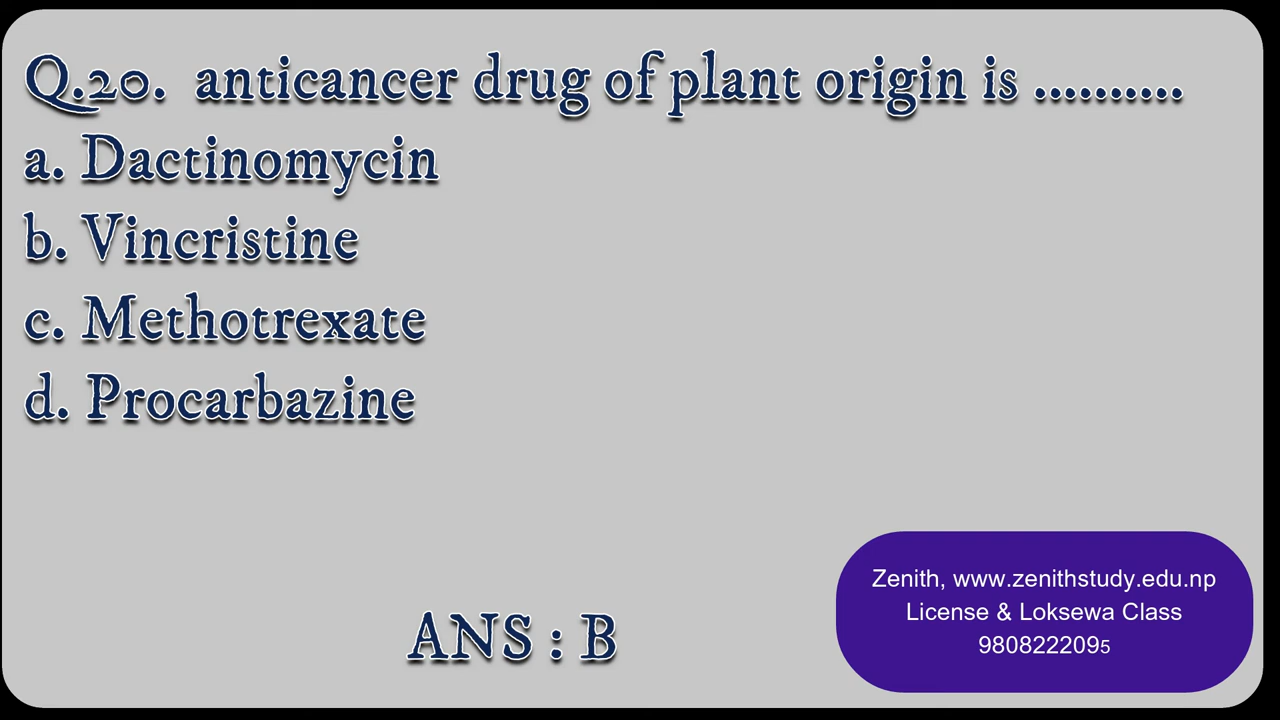 Q.20. anticancer drug of plant origin is ..........
a. Dactinomycin
b. Vincristine
c. Methotrexate
d. Procarbazine
ANS : B
Zenith, www.zenithstudy.edu.np
License & Loksewa Class
9808222095